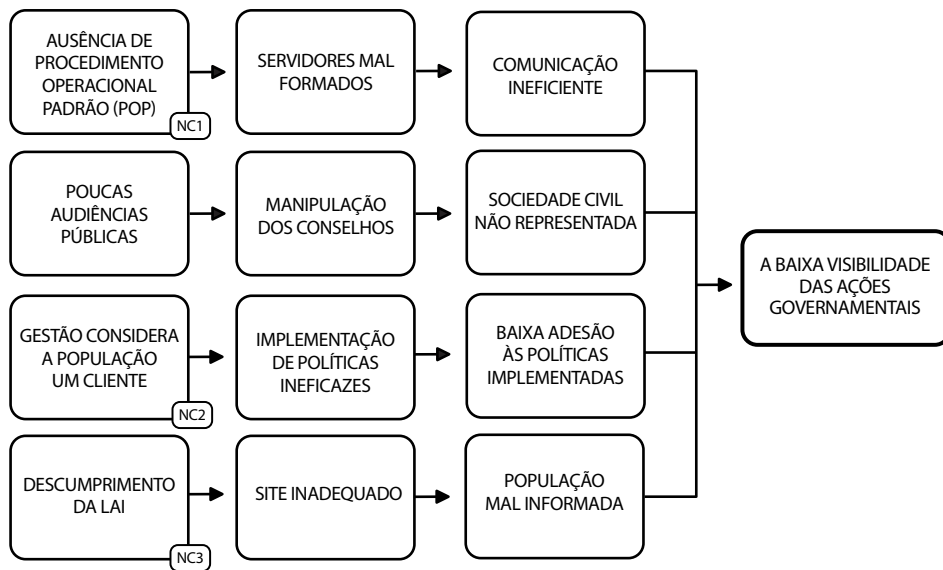 AUSÊNCIA DE
PROCEDIMENTO
OPERACIONAL
PADRÃO (POP)
NC1
SERVIDORES MAL
FORMADOS
COMUNICAÇÃO
INEFICIENTE
POUCAS
AUDIÊNCIAS
PÚBLICAS
MANIPULAÇÃO
DOS CONSELHOS
SOCIEDADE CIVIL
NÃO REPRESENTADA
GESTÃO CONSIDERA
A POPULAÇÃO
UM CLIENTE
NC2
IMPLEMENTAÇÃO
DE POLÍTICAS
INEFICAZES
BAIXA ADESÃO
ÀS POLÍTICAS
IMPLEMENTADAS
DESCUMPRIMENTO
DA LAI
NC3
SITE INADEQUADO
POPULAÇÃO
MAL INFORMADA
A BAIXA VISIBILIDADE
DAS AÇÕES
GOVERNAMENTAIS